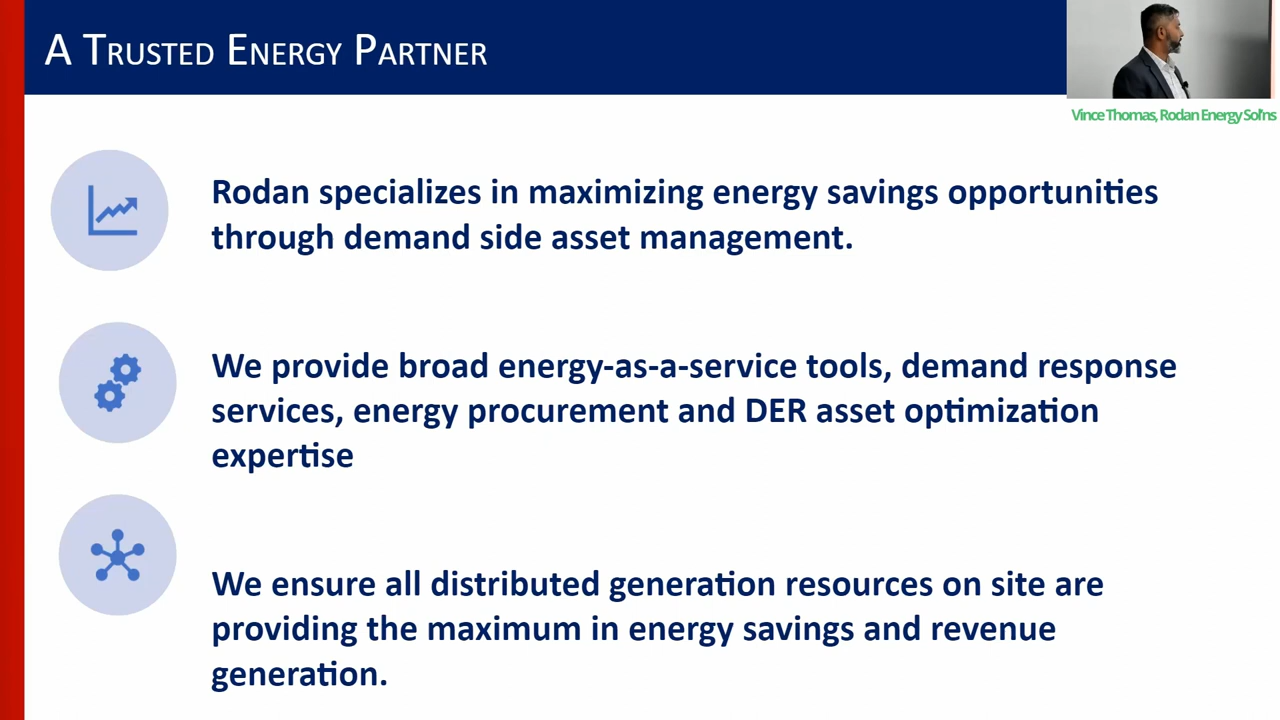 A Trusted Energy Partner
Vince Thomas, Rodan Energy Sol'ns
Rodan specializes in maximizing energy savings opportunities
through demand side asset management.
We provide broad energy-as-a-service tools, demand response
services, energy procurement and DER asset optimization
expertise
We ensure all distributed generation resources on site are
providing the maximum in energy savings and revenue
generation.